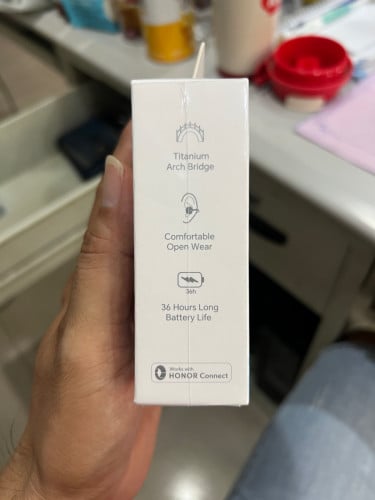 Titanium
Arch Bridge
Comfortable
Open Wear
36h
36 Hours Long
Battery Life
Works with
HONOR Connect